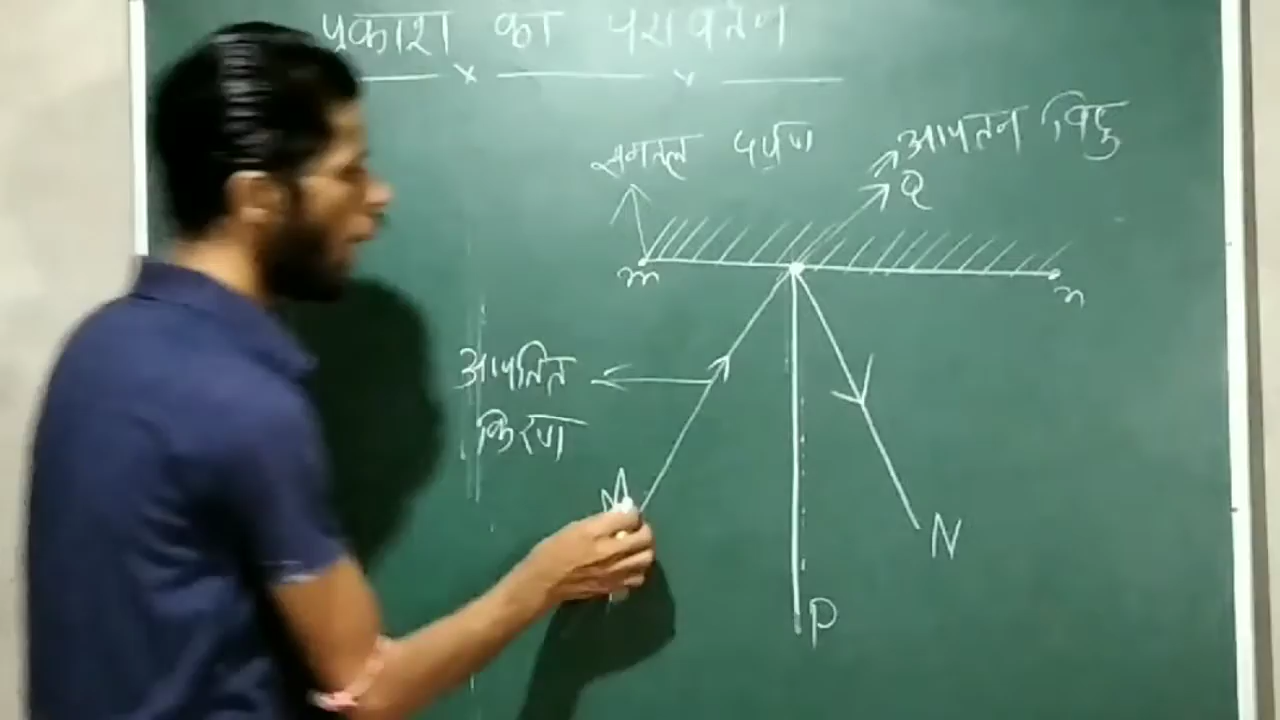 प्रकाश का परावर्तन
समतल दर्पण
आपतन बिंदु
Q
m
n
आपतित
किरण
M
N
P